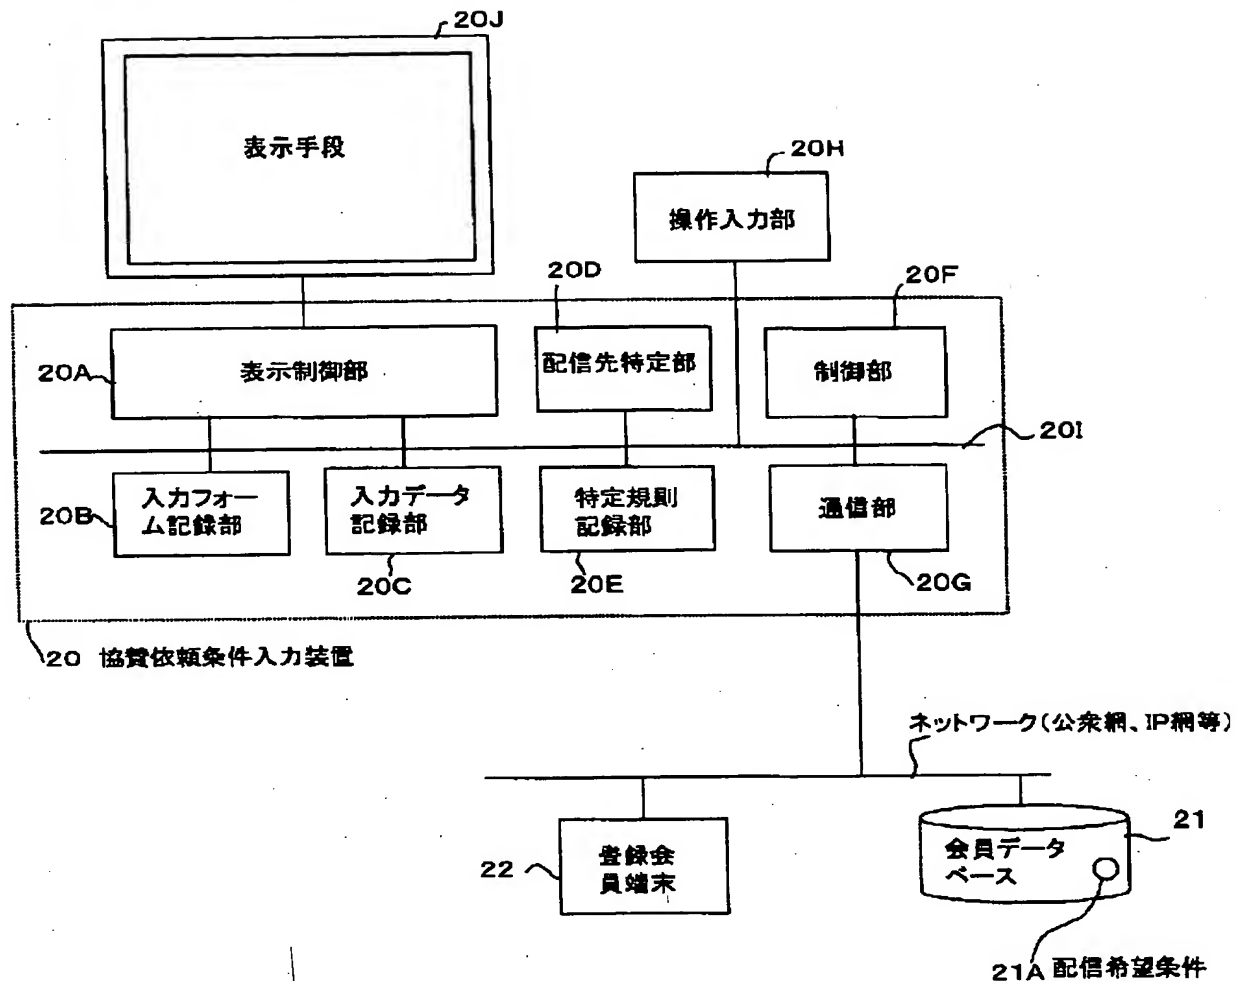 20J
表示手段
20H
操作入力部
20D
20F
20A
表示制御部
配信先特定部
制御部
20I
20B
入力フォー
ム記録部
入力データ
記録部
特定規則
記録部
通信部
20C
20E
20G
20 協賛依頼条件入力装置
ネットワーク(公衆網、IP網等)
22
登録会
員端末
会員データ
ベース
21
21A 配信希望条件